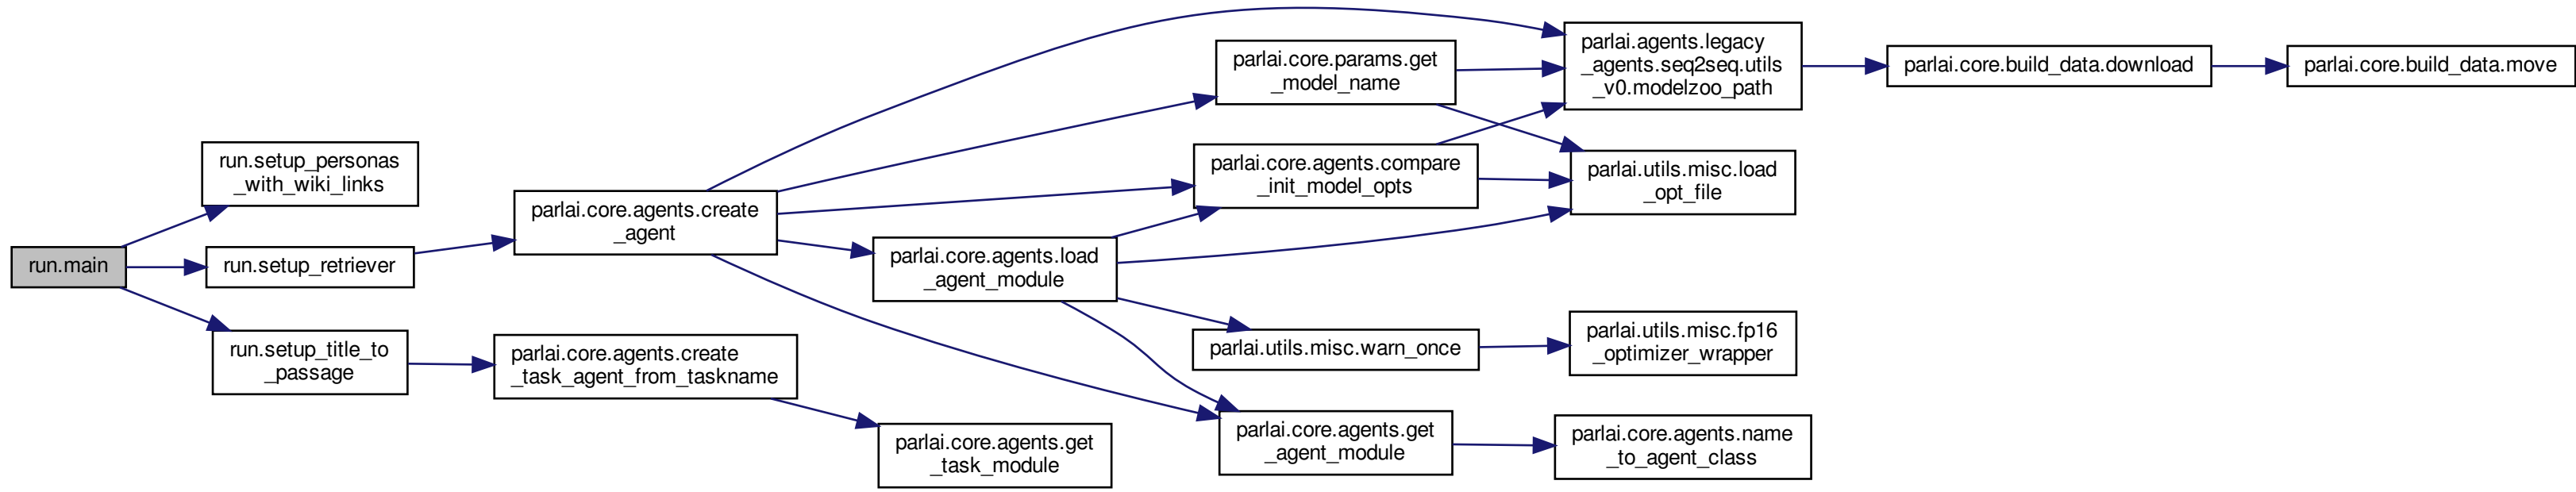 run.main
run.setup_personas
_with_wiki_links
run.setup_retriever
run.setup_title_to
_passage
parlai.core.agents.create
_agent
parlai.core.agents.create
_task_agent_from_taskname
parlai.core.agents.load
_agent_module
parlai.core.agents.get
_task_module
parlai.core.params.get
_model_name
parlai.core.agents.compare
_init_model_opts
parlai.utils.misc.warn_once
parlai.core.agents.get
_agent_module
parlai.agents.legacy
_agents.seq2seq.utils
_v0.modelzoo_path
parlai.utils.misc.load
_opt_file
parlai.utils.misc.fp16
_optimizer_wrapper
parlai.core.agents.name
_to_agent_class
parlai.core.build_data.download
parlai.core.build_data.move